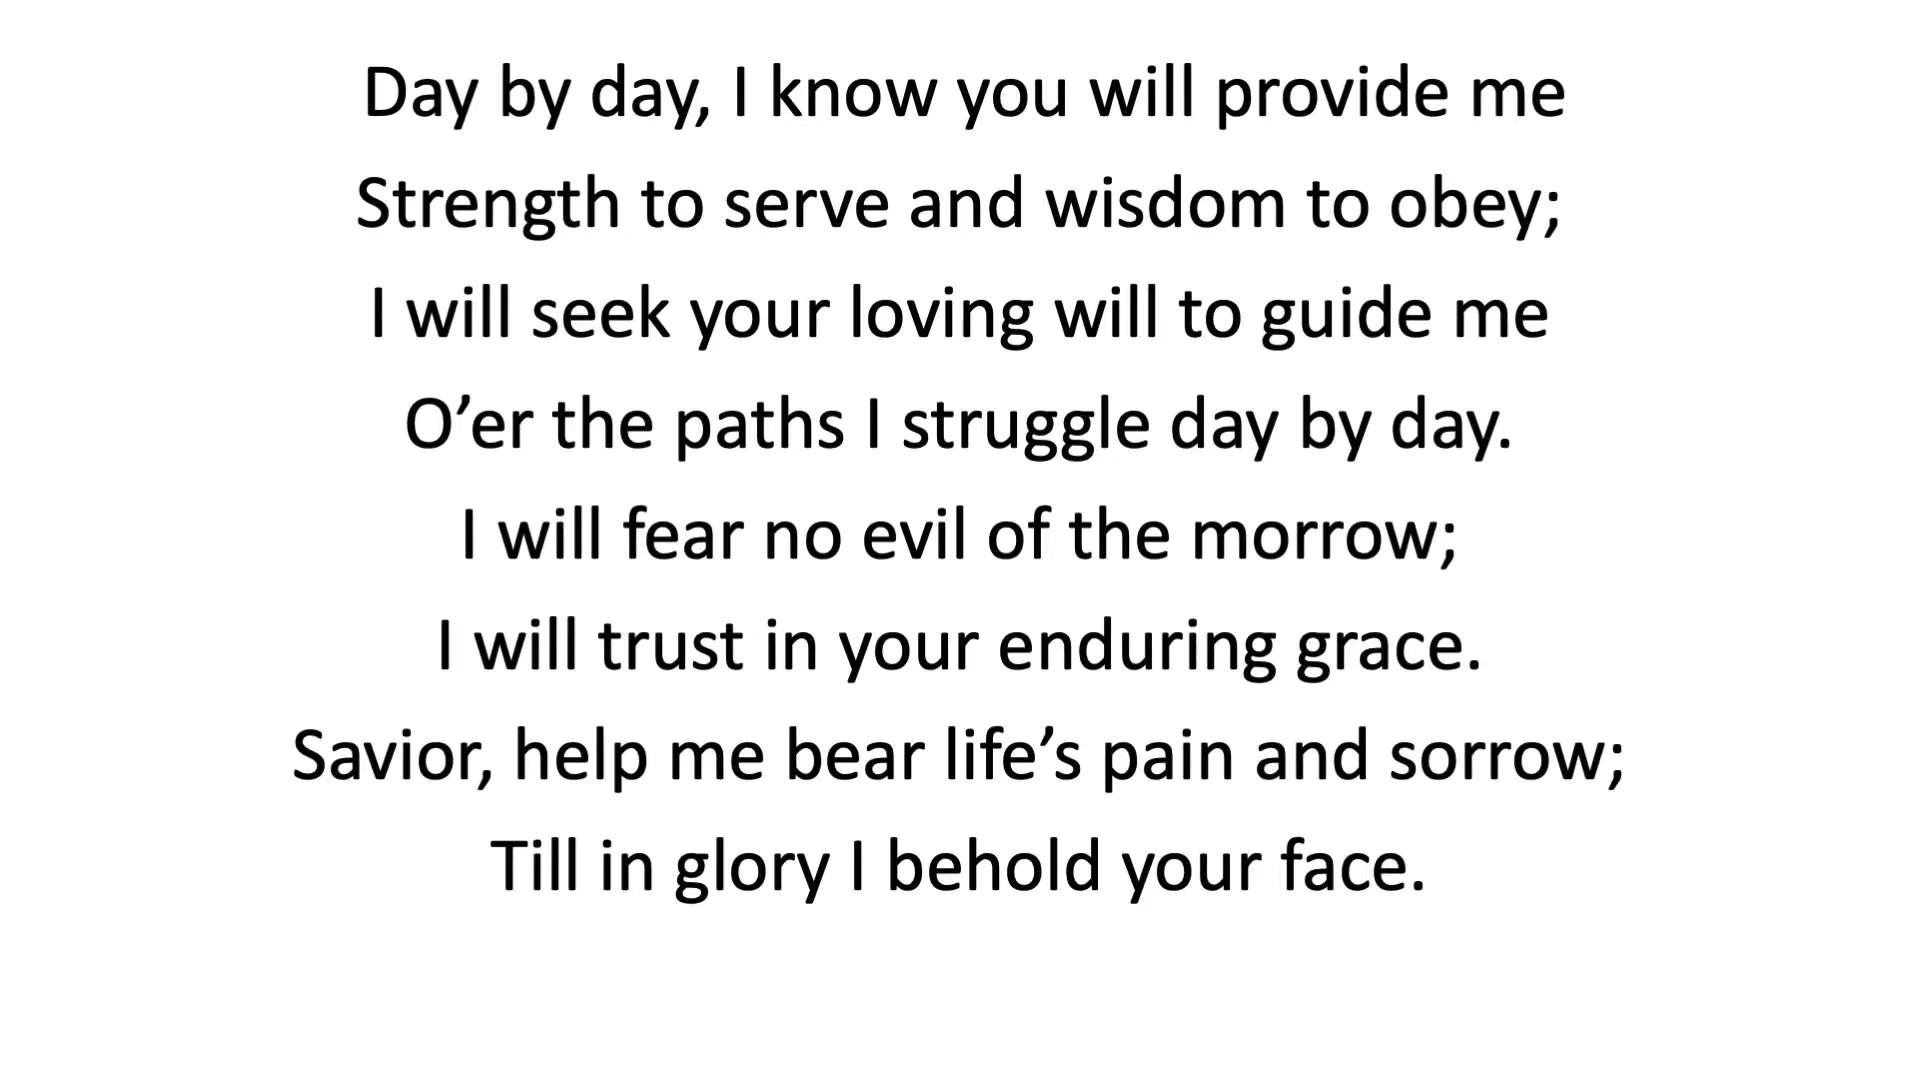 Day by day, I know you will provide me
Strength to serve and wisdom to obey;
I will seek your loving will to guide me
O’er the paths I struggle day by day.
I will fear no evil of the morrow;
I will trust in your enduring grace.
Savior, help me bear life’s pain and sorrow;
Till in glory I behold your face.